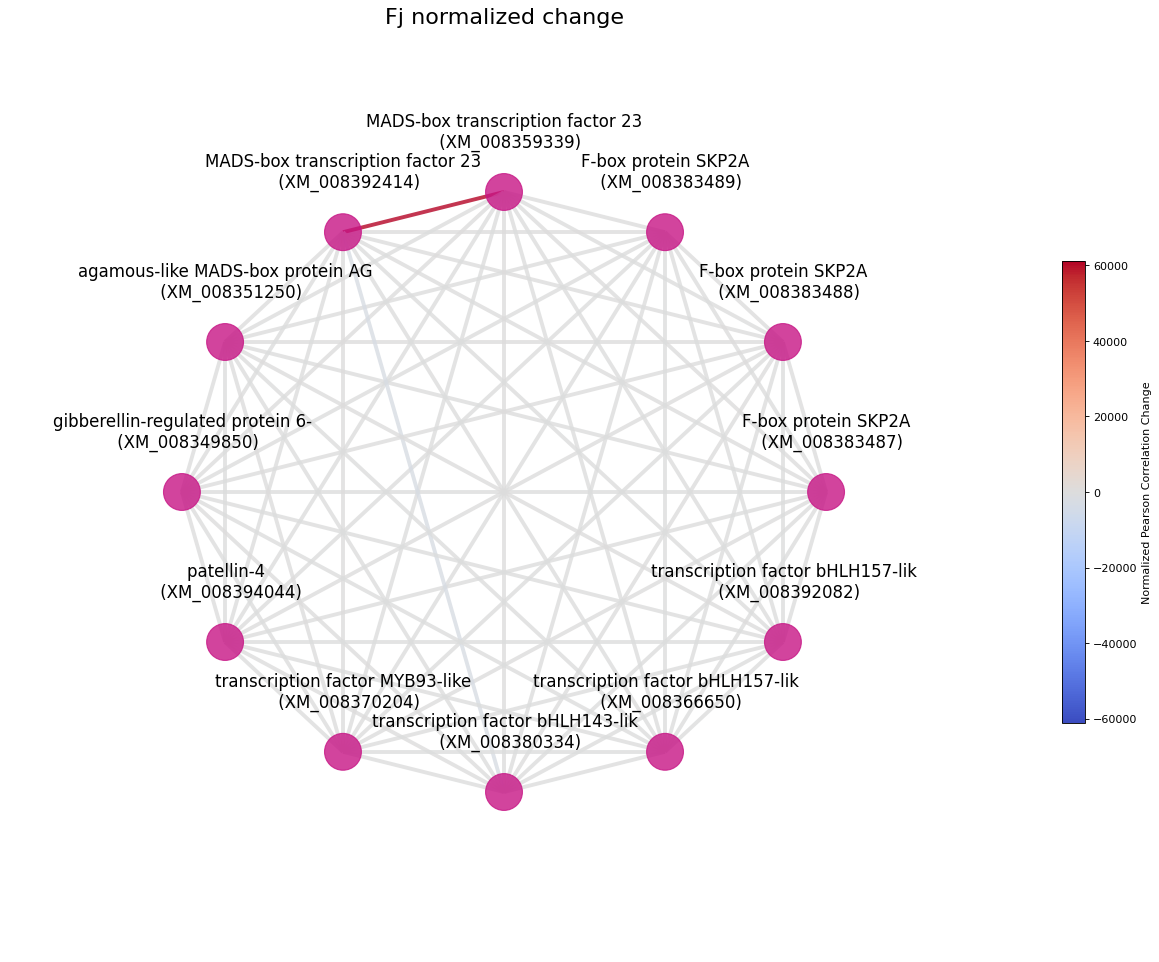 Fj normalized change
MADS-box transcription factor 23
(XM_008359339)
MADS-box transcription factor 23
(XM_008392414)
F-box protein SKP2A
(XM_008383489)
agamous-like MADS-box protein AG
(XM_008351250)
F-box protein SKP2A
(XM_008383488)
gibberellin-regulated protein 6-
(XM_008349850)
F-box protein SKP2A
(XM_008383487)
patellin-4
(XM_008394044)
transcription factor bHLH157-lik
(XM_008392082)
transcription factor MYB93-like
(XM_008370204)
transcription factor bHLH157-lik
(XM_008366650)
transcription factor bHLH143-lik
(XM_008380334)
60000
40000
20000
0
−20000
−40000
−60000
Normalized Pearson Correlation Change